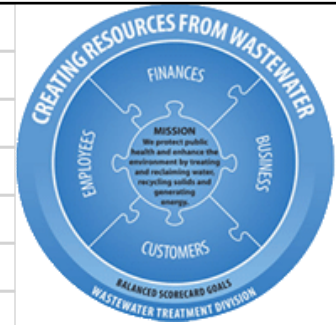 CREATING RESOURCES FROM WASTEWATER
FINANCES
EMPLOYEES
BUSINESS
MISSION
We protect public
health and enhance the
environment by treating
and reclaiming water,
recycling solids and
generating
energy.
CUSTOMERS
BALANCED SCORECARD GOALS
WASTEWATER TREATMENT DIVISION